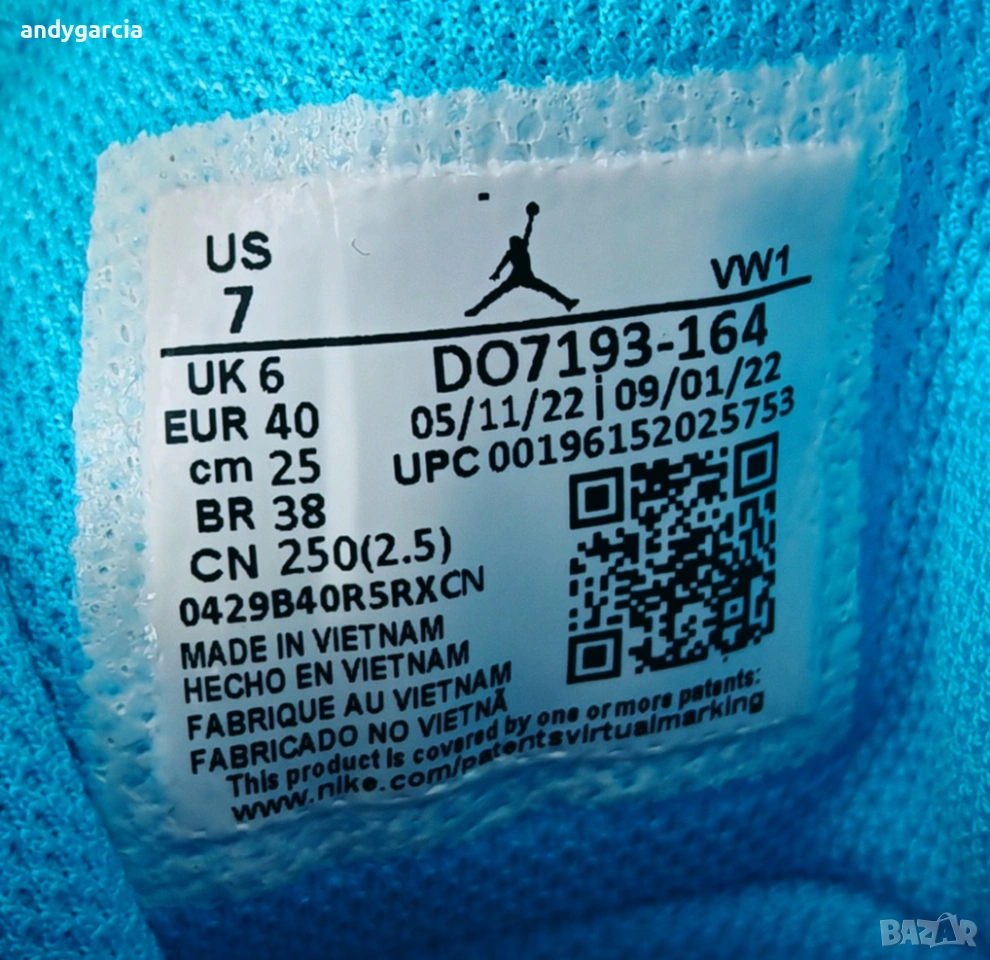 andygarcia
US
7
VW1
UK 6
EUR 40
cm 25
BR 38
CN 250(2.5)
0429B40R5RXCN
DO7193-164
05/11/22 | 09/01/22
UPC 00196152025753
MADE IN VIETNAM
HECHO EN VIETNAM
FABRIQUE AU VIETNAM
FABRICADO NO VIETNÃ
This product is covered by one or more patents:
www.nike.com/patentsvirtualmarking
BAZAR